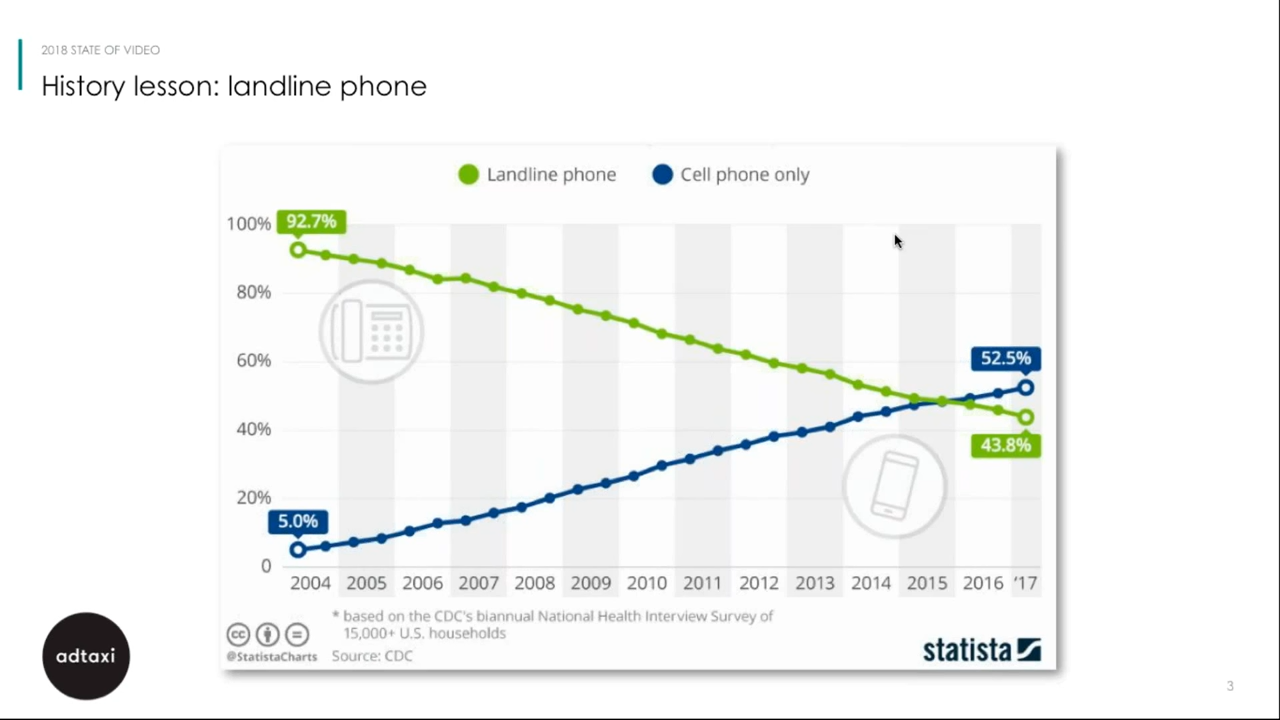 2018 STATE OF VIDEO
History lesson: landline phone
Landline phone Cell phone only
100% 92.7%
80%
60%
52.5%
40%
43.8%
20%
5.0%
0
2004 2005 2006 2007 2008 2009 2010 2011 2012 2013 2014 2015 2016 ‘17
* based on the CDC's biannual National Health Interview Survey of
15,000+ U.S. households
cc
@StatistaCharts Source: CDC
statista
adtaxi
3